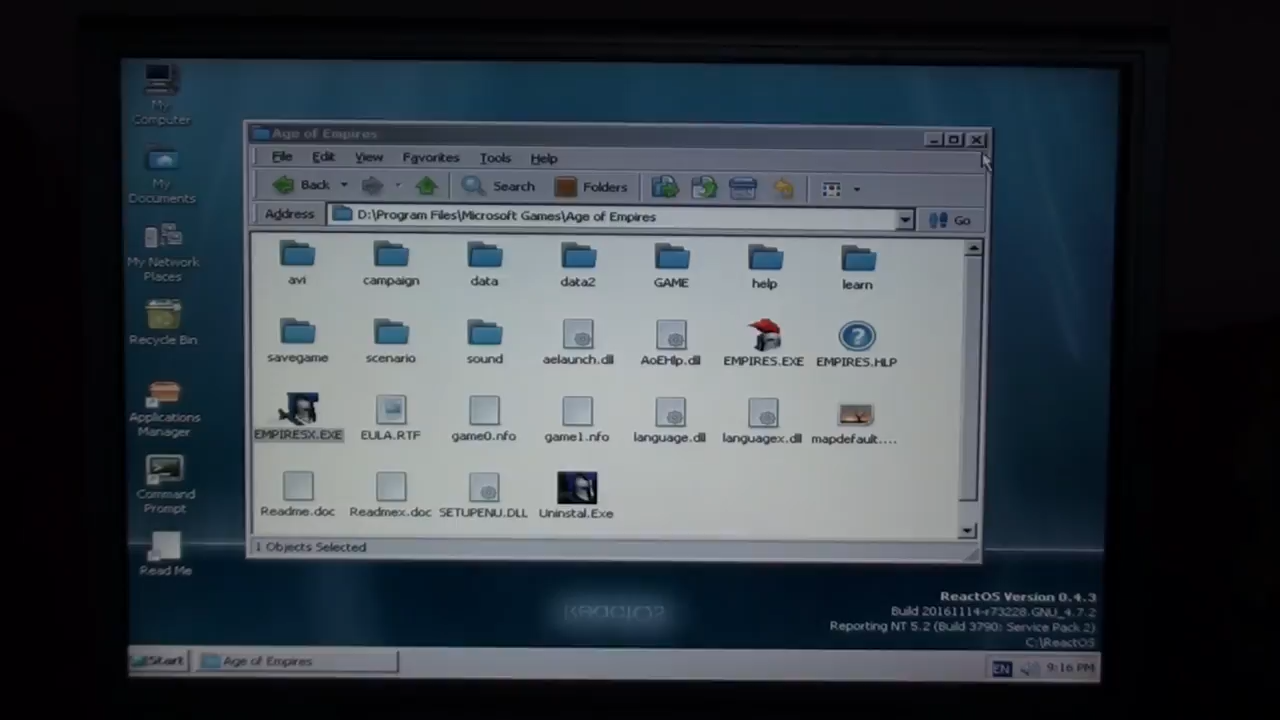 My
Computer
My
Documents
My Network
Places
Recycle Bin
Applications
Manager
Command
Prompt
Read Me
Age of Empires
File Edit View Favorites Tools Help
Back Search Folders
Address D:\Program Files\Microsoft Games\Age of Empires Go
avi campaign data data2 GAME help learn
savegame scenario sound aelaunch.dll AoEHlp.dll EMPIRES.EXE EMPIRES.HLP
EMPIRESX.EXE EULA.RTF game0.nfo game1.nfo language.dll languagex.dll mapdefault....
Readme.doc Readmex.doc SETUPENU.DLL Uninstal.Exe
1 Objects Selected
ReactOS
ReactOS Version 0.4.3
Build 20161114-r73228.GNU_4.7.2
Reporting NT 5.2 (Build 3790: Service Pack 2)
C:\ReactOS
Start Age of Empires EN 9:16 PM